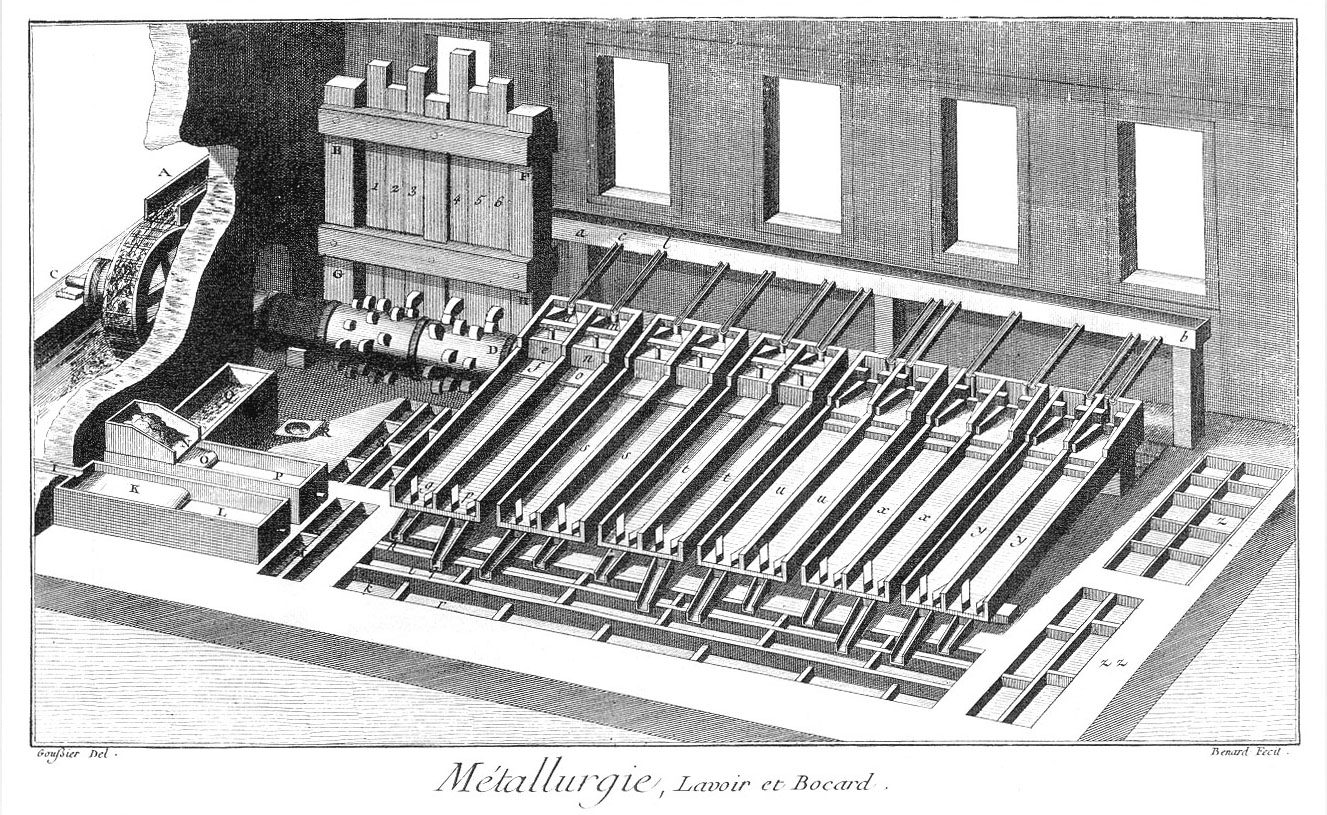 A
C
H
F
1 2 3
4 5 6
G
H
D
a c l
b
e n
f o
Q
R
O
P
I
K
L
q p
s s
t t
u u
x x
y y
k r
z
z z
Gouſsier Del.
Benard Fecit.
Métallurgie, Lavoir et Bocard.